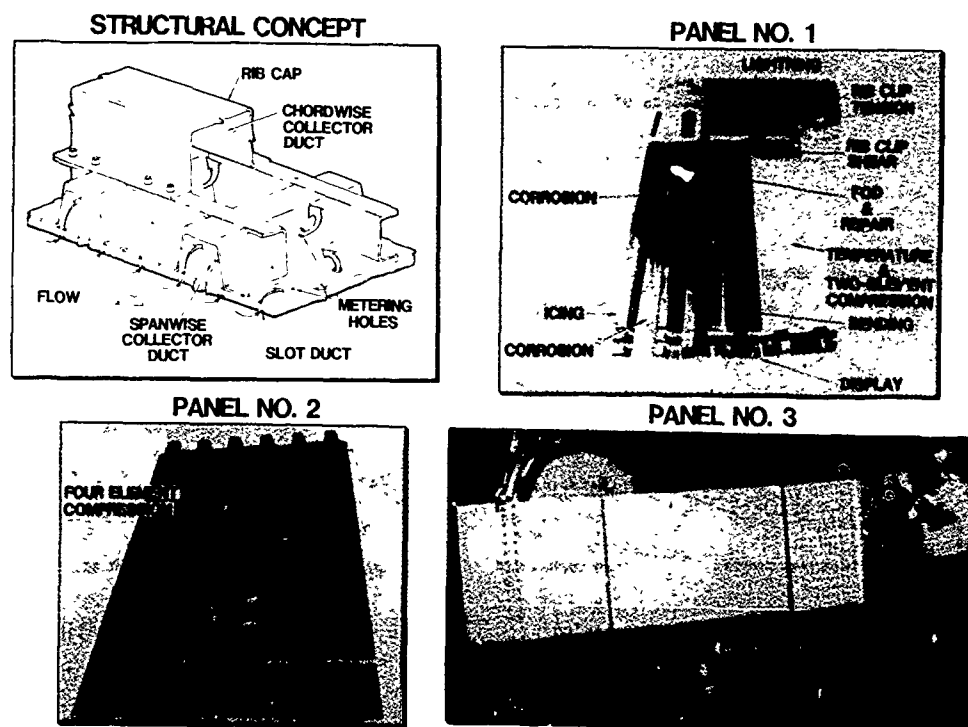 STRUCTURAL CONCEPT
RIB CAP
CHORDWISE
COLLECTOR
DUCT
FLOW
SPANWISE
COLLECTOR
DUCT
SLOT DUCT
METERING
HOLES
PANEL NO. 1
LIGHTNING
RIB CLIP
TENSION
RIB CLIP
SHEAR
CORROSION
FOD
&
REPAIR
TEMPERATURE
&
TWO-ELEMENT
COMPRESSION
ICING
BENDING
CORROSION
DISPLAY
PANEL NO. 2
FOUR ELEMENT
COMPRESSION
PANEL NO. 3